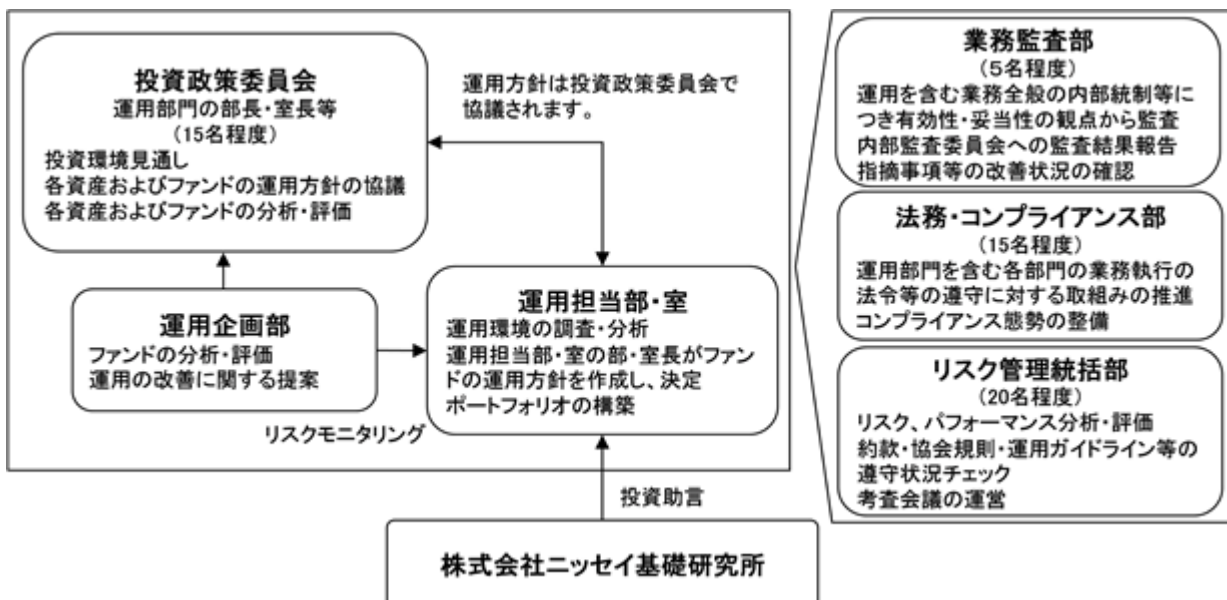 投資政策委員会
運用部門の部長・室長等
(15名程度)
投資環境見通し
各資産およびファンドの運用方針の協議
各資産およびファンドの分析・評価
運用方針は投資政策委員会で
協議されます。
運用企画部
ファンドの分析・評価
運用の改善に関する提案
運用担当部・室
運用環境の調査・分析
運用担当部・室の部・室長がファン
ドの運用方針を作成し、決定
ポートフォリオの構築
リスクモニタリング
投資助言
株式会社ニッセイ基礎研究所
業務監査部
(5名程度)
運用を含む業務全般の内部統制等に
つき有効性・妥当性の観点から監査
内部監査委員会への監査結果報告
指摘事項等の改善状況の確認
法務・コンプライアンス部
(15名程度)
運用部門を含む各部門の業務執行の
法令等の遵守に対する取組みの推進
コンプライアンス態勢の整備
リスク管理統括部
(20名程度)
リスク、パフォーマンス分析・評価
約款・協会規則・運用ガイドライン等の
遵守状況チェック
考査会議の運営